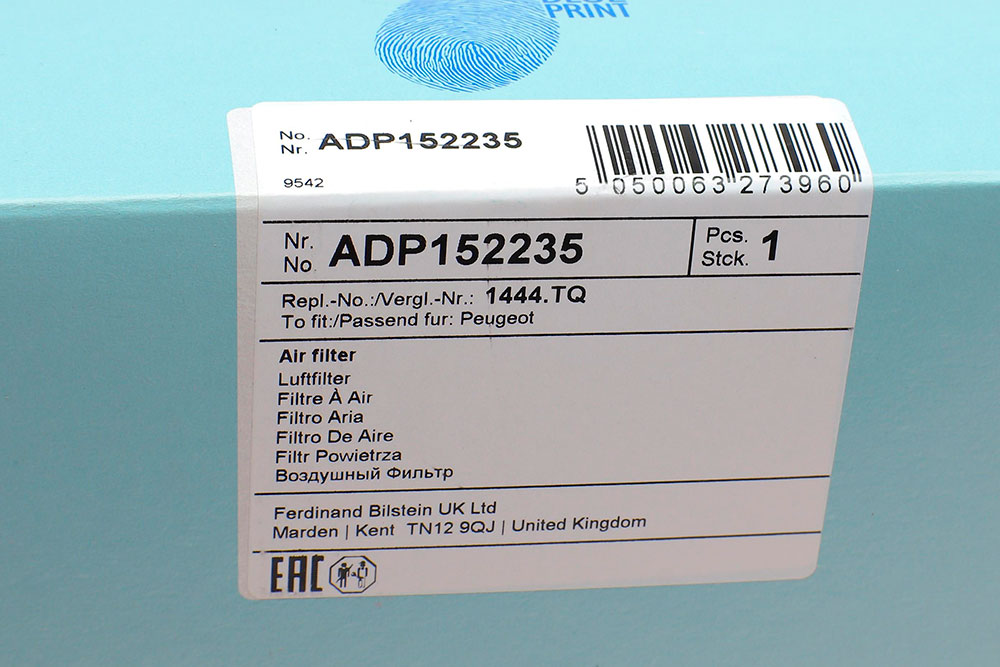 BLUE
PRINT
No.
Nr. ADP152235
9542
5 050063 273960
Nr.
No. ADP152235
Pcs.
Stck. 1
Repl.-No.:/Vergl.-Nr.: 1444.TQ
To fit:/Passend fur: Peugeot
Air filter
Luftfilter
Filtre À Air
Filtro Aria
Filtro De Aire
Filtr Powietrza
Воздушный Фильтр
Ferdinand Bilstein UK Ltd
Marden | Kent TN12 9QJ | United Kingdom
EAC